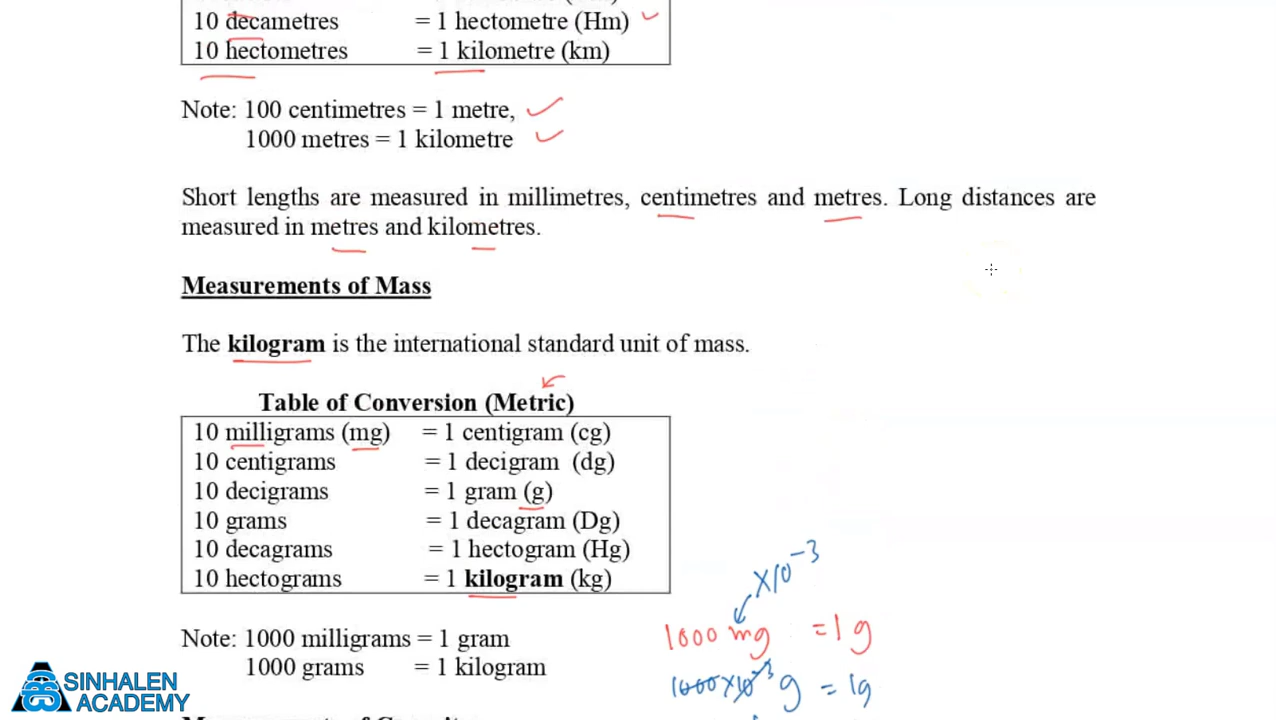 10 decametres = 1 hectometre (Hm)
10 hectometres = 1 kilometre (km)
Note: 100 centimetres = 1 metre,
1000 metres = 1 kilometre
Short lengths are measured in millimetres, centimetres and metres. Long distances are
measured in metres and kilometres.
Measurements of Mass
The kilogram is the international standard unit of mass.
Table of Conversion (Metric)
10 milligrams (mg) = 1 centigram (cg)
10 centigrams = 1 decigram (dg)
10 decigrams = 1 gram (g)
10 grams = 1 decagram (Dg)
10 decagrams = 1 hectogram (Hg)
10 hectograms = 1 kilogram (kg)
×10⁻³
Note: 1000 milligrams = 1 gram
1000 mg = 1 g
1000 grams = 1 kilogram
1000×10⁻³ g = 1g
SINHALEN
ACADEMY